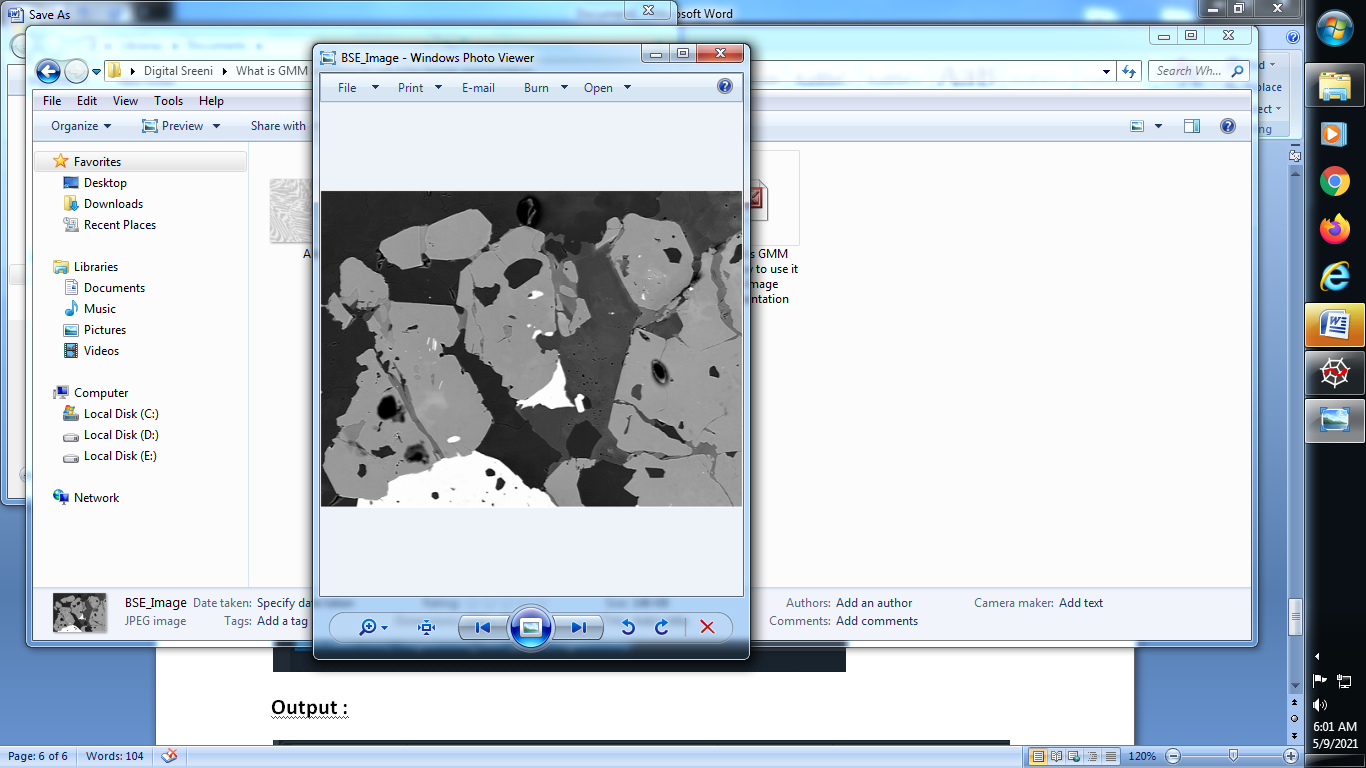 Save As
osoft Word
BSE_Image - Windows Photo Viewer
Digital Sreeni
What is GMM
Search Wh...
File
Print
E-mail
Burn
Open
File
Edit
View
Tools
Help
Organize
Preview
Share with
Favorites
Desktop
Downloads
Recent Places
Libraries
Documents
Music
Pictures
Videos
Computer
Local Disk (C:)
Local Disk (D:)
Local Disk (E:)
Network
A
s GMM
y to use it
mage
entation
place
ect
ng
BSE_Image
Date taken: Specify da
JPEG image
Tags: Add a tag
Authors: Add an author
Camera maker: Add text
Comments: Add comments
Output :
Page: 6 of 6
Words: 104
120%
6:01 AM
5/9/2021